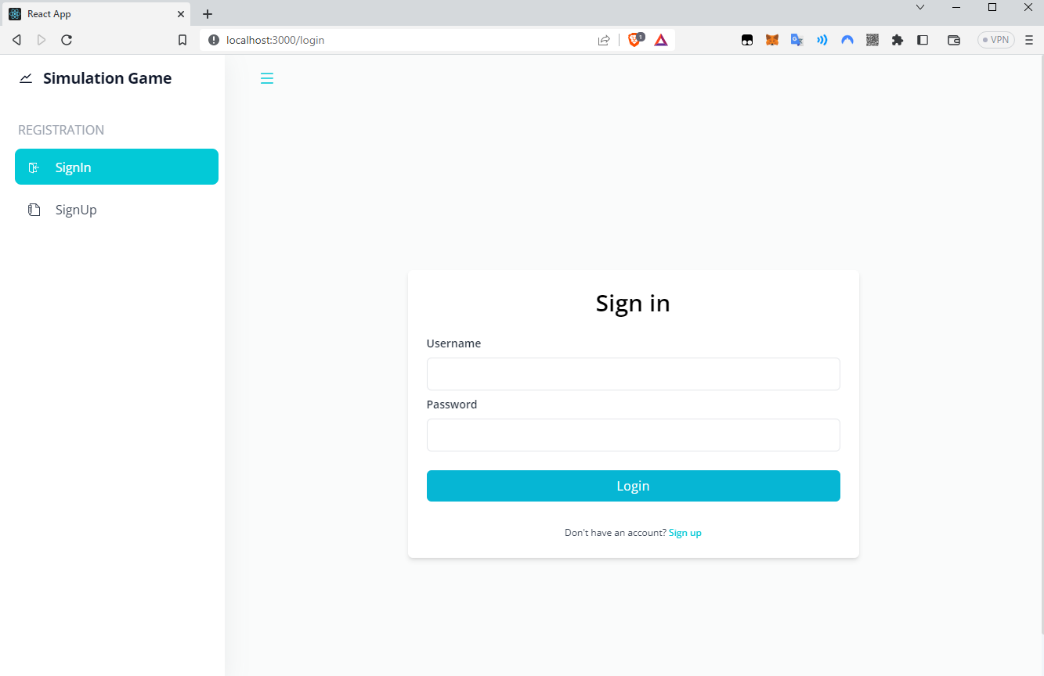 React App
localhost:3000/login
1
VPN
Simulation Game
REGISTRATION
SignIn
SignUp
Sign in
Username
Password
Login
Don't have an account? Sign up